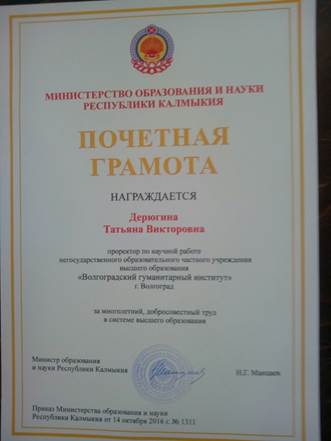 МИНИСТЕРСТВО ОБРАЗОВАНИЯ И НАУКИ
РЕСПУБЛИКИ КАЛМЫКИЯ
ПОЧЕТНАЯ
ГРАМОТА
НАГРАЖДАЕТСЯ
Дерюгина
Татьяна Викторовна
проректор по научной работе
негосударственного образовательного частного учреждения
высшего образования
«Волгоградский гуманитарный институт»
г. Волгоград
за многолетний, добросовестный труд
в системе высшего образования
Министр образования
и науки Республики Калмыкия
Н.Г. Манцаев
Приказ Министерства образования и науки
Республики Калмыкия от 14 октября 2016 г. № 1311